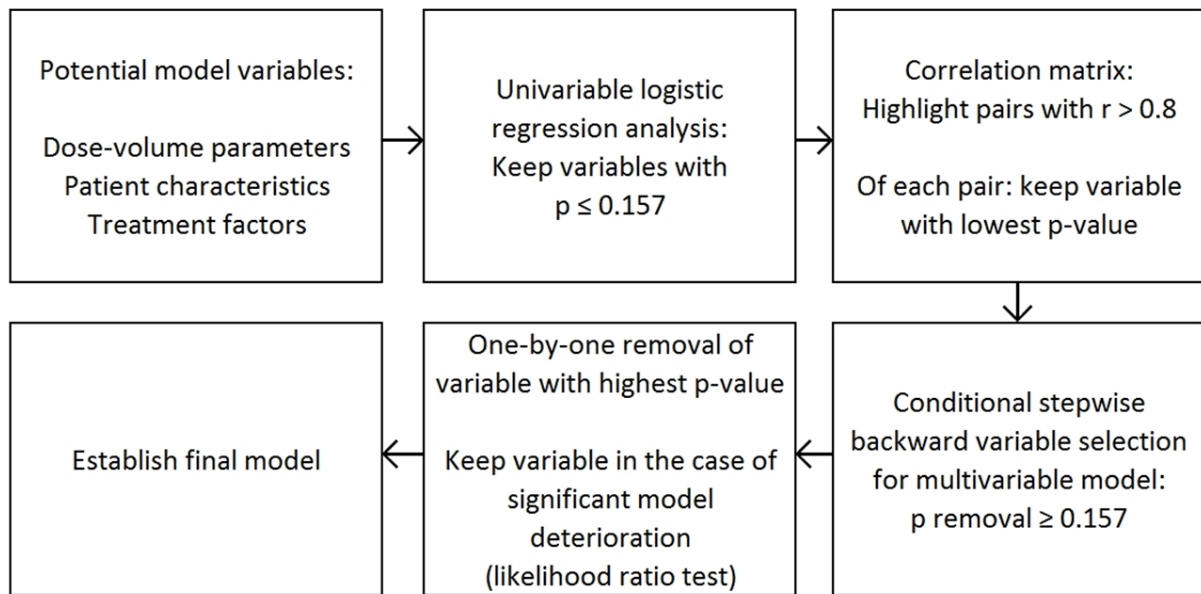 Potential model variables:
Dose-volume parameters
Patient characteristics
Treatment factors
Univariable logistic
regression analysis:
Keep variables with
p ≤ 0.157
Correlation matrix:
Highlight pairs with r > 0.8
Of each pair: keep variable
with lowest p-value
Conditional stepwise
backward variable selection
for multivariable model:
p removal ≥ 0.157
One-by-one removal of
variable with highest p-value
Keep variable in the case of
significant model
deterioration
(likelihood ratio test)
Establish final model